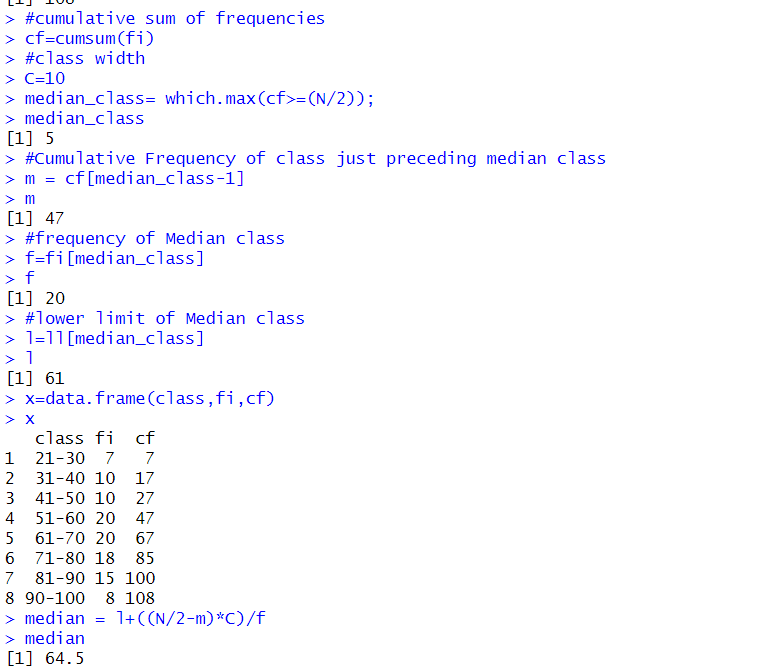 [1] 108
> #cumulative sum of frequencies
> cf=cumsum(fi)
> #class width
> C=10
> median_class= which.max(cf>=(N/2));
> median_class
[1] 5
> #Cumulative Frequency of class just preceding median class
> m = cf[median_class-1]
> m
[1] 47
> #frequency of Median class
> f=fi[median_class]
> f
[1] 20
> #lower limit of Median class
> l=ll[median_class]
> l
[1] 61
> x=data.frame(class,fi,cf)
> x
   class fi  cf
1  21-30  7   7
2  31-40 10  17
3  41-50 10  27
4  51-60 20  47
5  61-70 20  67
6  71-80 18  85
7  81-90 15 100
8 90-100  8 108
> median = l+((N/2-m)*C)/f
> median
[1] 64.5